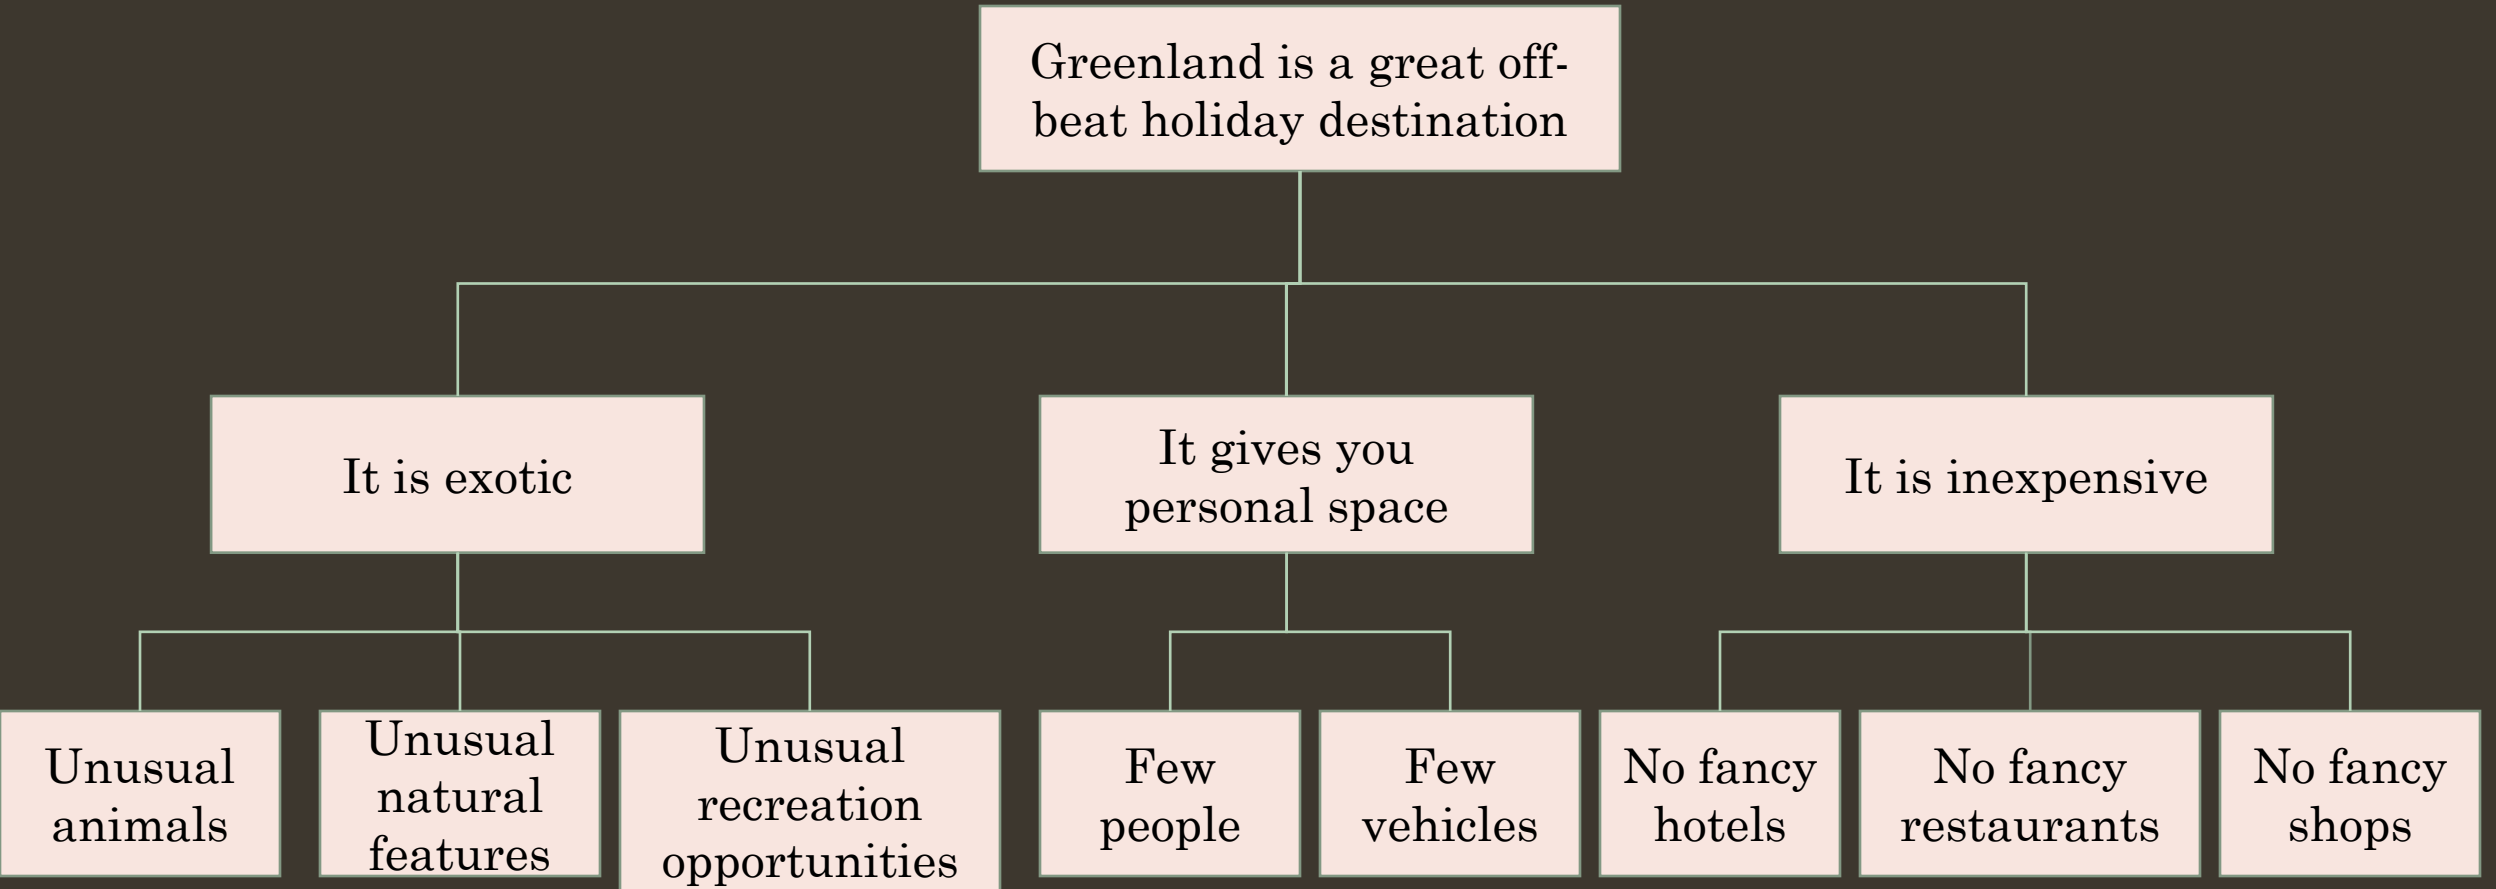 Greenland is a great off-
beat holiday destination
It is exotic
It gives you
personal space
It is inexpensive
Unusual
animals
Unusual
natural
features
Unusual
recreation
opportunities
Few
people
Few
vehicles
No fancy
hotels
No fancy
restaurants
No fancy
shops